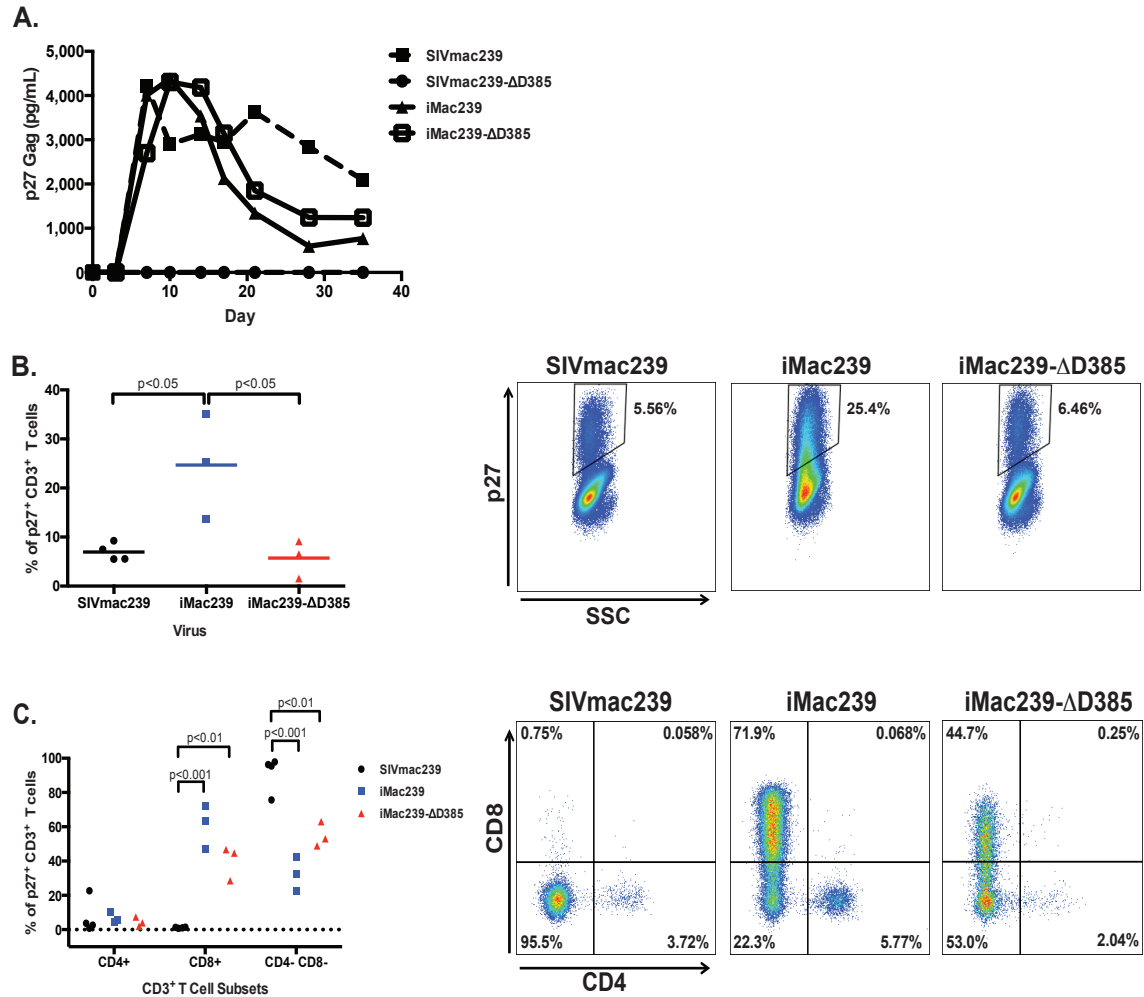 A.
5,000
4,000
3,000
2,000
1,000
0
0 10 20 30 40
p27 Gag (pg/mL)
Day
SIVmac239
SIVmac239-ΔD385
iMac239
iMac239-ΔD385
B.
p<0.05 p<0.05
40
30
20
10
0
% of p27+ CD3+ T cells
SIVmac239 iMac239 iMac239-ΔD385
Virus
SIVmac239 iMac239 iMac239-ΔD385
5.56% 25.4% 6.46%
p27
SSC
C.
p<0.01
p<0.01 p<0.001
p<0.001
100
80
60
40
20
0
% of p27+ CD3+ T cells
CD4+ CD8+ CD4- CD8-
CD3+ T Cell Subsets
SIVmac239
iMac239
iMac239-ΔD385
SIVmac239 iMac239 iMac239-ΔD385
0.75% 0.058% 71.9% 0.068% 44.7% 0.25%
CD8
95.5% 3.72% 22.3% 5.77% 53.0% 2.04%
CD4